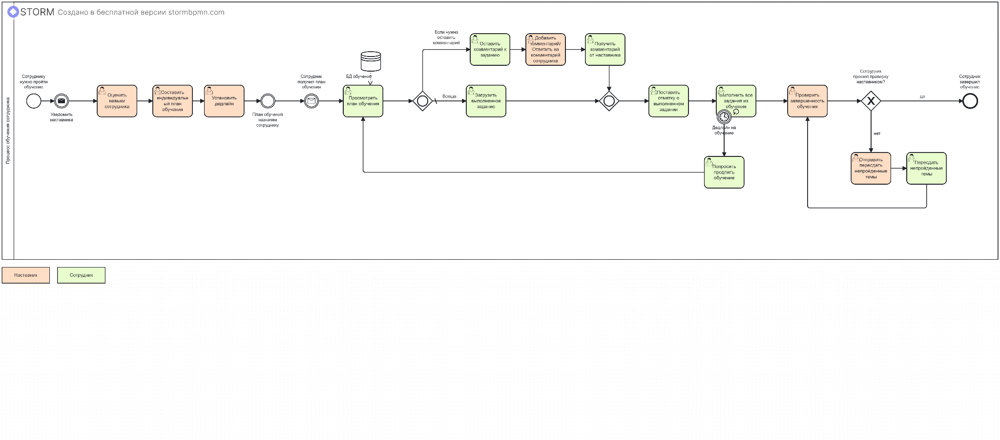 STORM Создано в бесплатной версии stormbpmn.com
Процесс обучения сотрудника
Сотруднику
нужно пройти
обучение
Уведомить
наставника
Оценить
навыки
сотрудника
Составить
индивидуальн
ый план
обучения
Установить
дедлайн
План обучения
назначен
сотруднику
Сотрудник
получил план
обучения
БД обучения
Просмотреть
план обучения
Если нужно
оставить
комментарий
Всегда
Оставить
комментарий к
заданию
Добавить
комментарий/
Ответить на
комментарий
сотрудника
Получить
комментарий
от наставника
Загрузить
выполненное
задание
Поставить
отметку о
выполненном
задании
Выполнить все
задания из
обучения
Дедлайн на
обучение
Попросить
продлить
обучение
Проверить
завершенность
обучения
Сотрудник
прошел проверку
наставником?
да
нет
Отправить
пересдать
непройденные
темы
Пересдать
непройденные
темы
Сотрудник
завершил
обучение
Наставник
Сотрудник